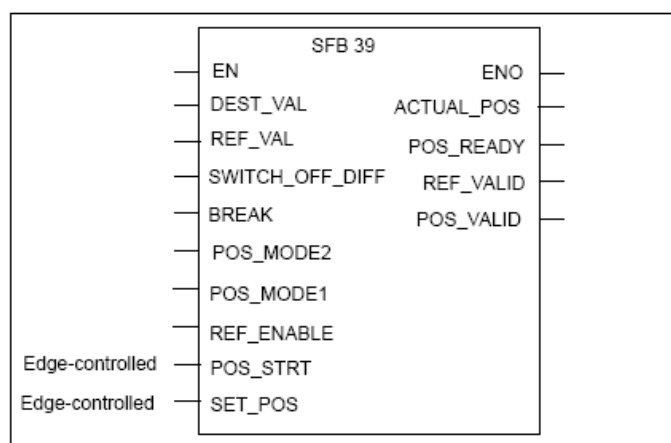 SFB 39
EN ENO
DEST_VAL ACTUAL_POS
REF_VAL POS_READY
SWITCH_OFF_DIFF REF_VALID
BREAK POS_VALID
POS_MODE2
POS_MODE1
REF_ENABLE
Edge-controlled POS_STRT
Edge-controlled SET_POS